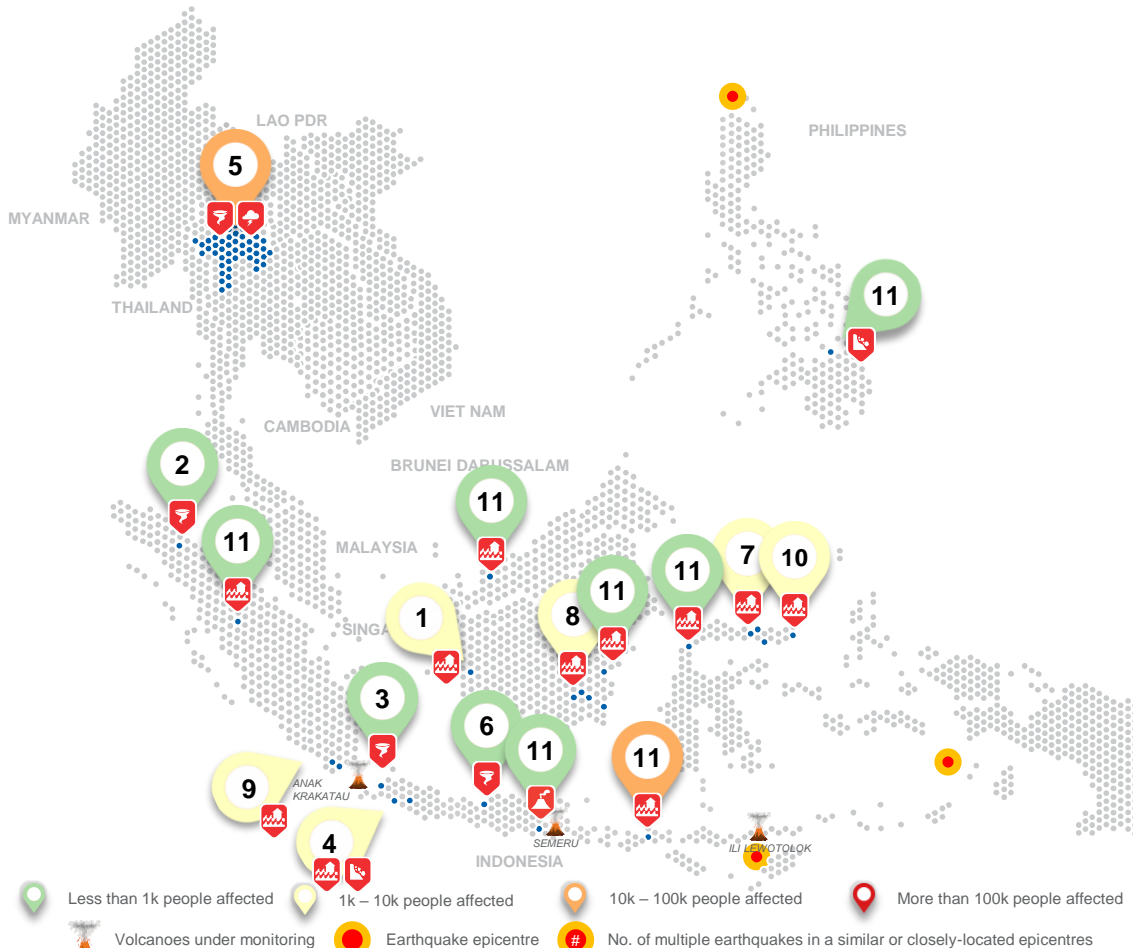 LAO PDR
PHILIPPINES
5
MYANMAR
THAILAND
11
VIET NAM
CAMBODIA
2
BRUNEI DARUSSALAM
11
11
MALAYSIA
7
10
11
11
8
1
SINGA
3
6
11
11
9
ANAK
KRAKATAU
4
SEMERU
ILI LEWOTOLOK
INDONESIA
Less than 1k people affected
1k – 10k people affected
10k – 100k people affected
More than 100k people affected
Volcanoes under monitoring
Earthquake epicentre
#
No. of multiple earthquakes in a similar or closely-located epicentres